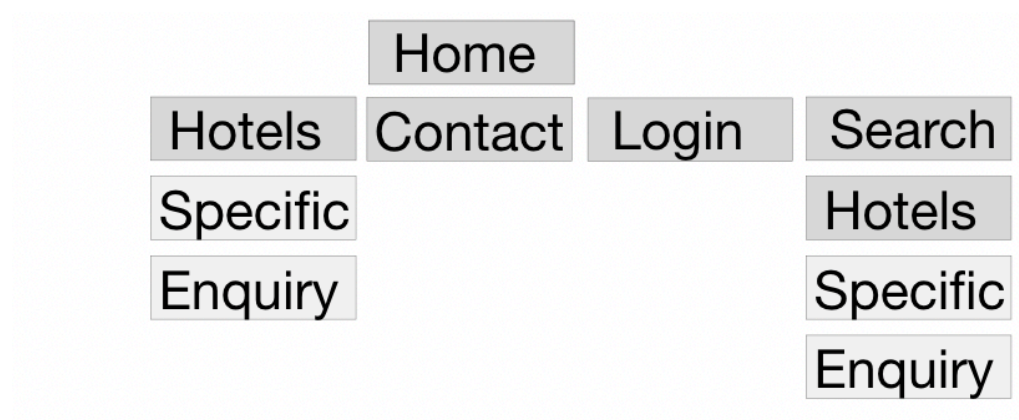 Home
Hotels Contact Login Search
Specific Hotels
Enquiry Specific
Enquiry